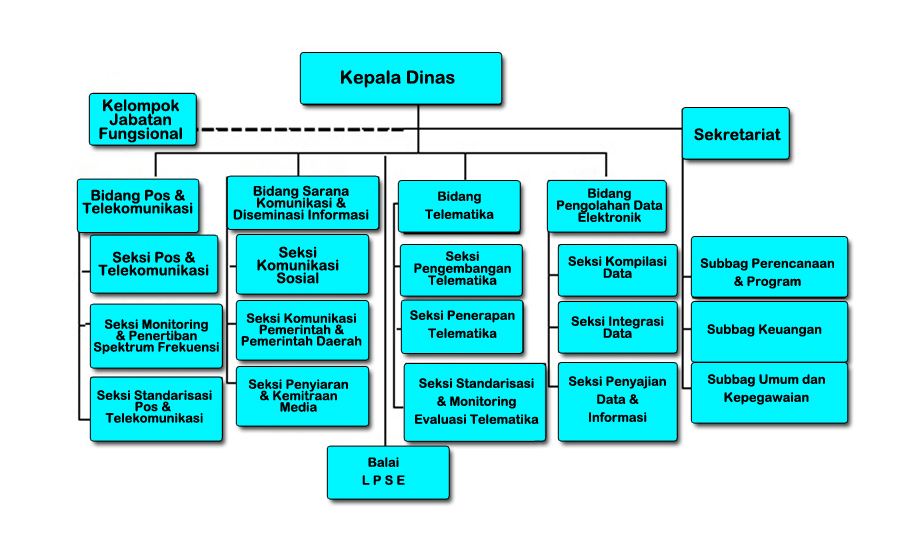 Kepala Dinas
Kelompok
Jabatan
Fungsional
Sekretariat
Bidang Pos &
Telekomunikasi
Bidang Sarana
Komunikasi &
Diseminasi Informasi
Bidang
Telematika
Bidang
Pengolahan Data
Elektronik
Seksi Pos &
Telekomunikasi
Seksi Monitoring
& Penertiban
Spektrum Frekuensi
Seksi Standarisasi
Pos &
Telekomunikasi
Seksi
Komunikasi
Sosial
Seksi Komunikasi
Pemerintah &
Pemerintah Daerah
Seksi Penyiaran
& Kemitraan
Media
Seksi
Pengembangan
Telematika
Seksi Penerapan
Telematika
Seksi Standarisasi
& Monitoring
Evaluasi Telematika
Seksi Kompilasi
Data
Seksi Integrasi
Data
Seksi Penyajian
Data &
Informasi
Subbag Perencanaan
& Program
Subbag Keuangan
Subbag Umum dan
Kepegawaian
Balai
L P S E